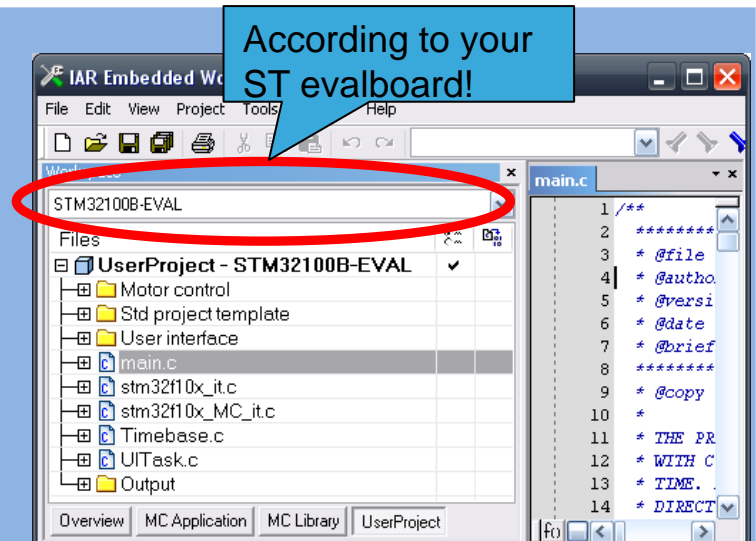 According to your
ST evalboard!
IAR Embedded Wo
File Edit View Project Tools Help
main.c
STM32100B-EVAL
Files
UserProject - STM32100B-EVAL
Motor control
Std project template
User interface
main.c
stm32f10x_it.c
stm32f10x_MC_it.c
Timebase.c
UITask.c
Output
Overview MC Application MC Library UserProject
1 /**
2 ********
3 * @file
4 * @autho
5 * @versi
6 * @date
7 * @brief
8 ********
9 * @copy
10 *
11 * THE PR
12 * WITH C
13 * TIME.
14 * DIRECT